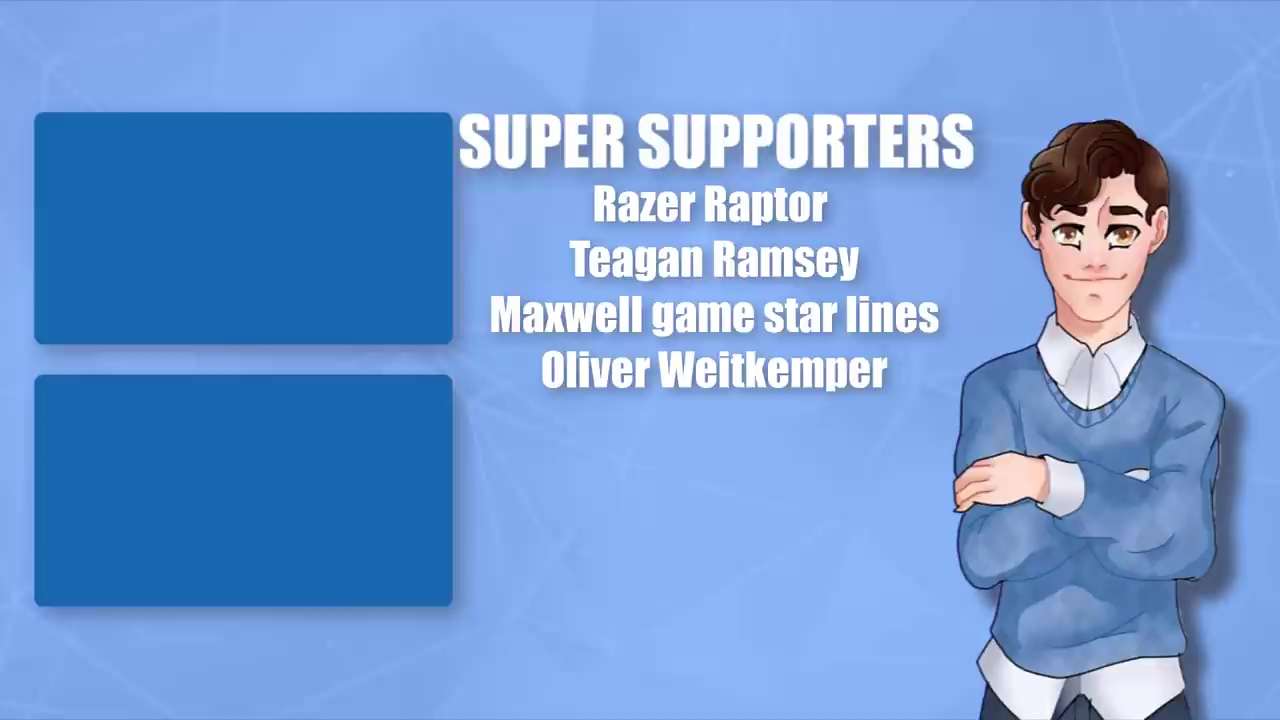 SUPER SUPPORTERS
Razer Raptor
Teagan Ramsey
Maxwell game star lines
Oliver Weitkemper